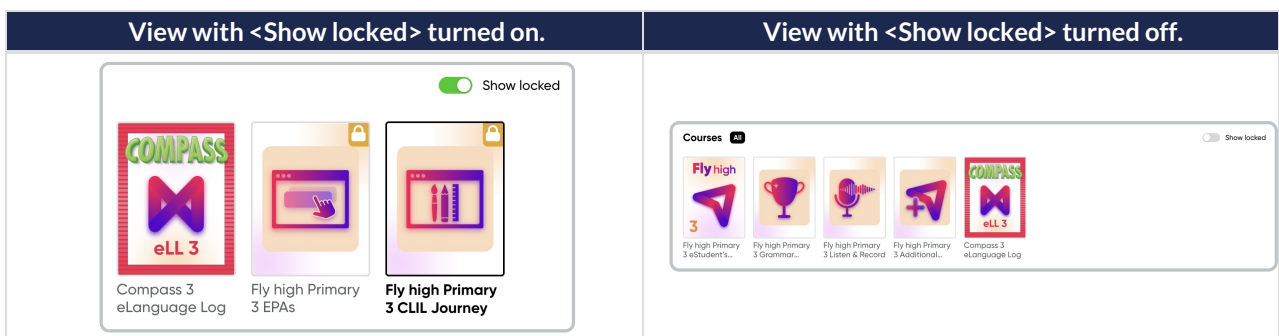 View with <Show locked> turned on.
View with <Show locked> turned off.
Show locked
COMPASS
eLL 3
Compass 3
eLanguage Log
Fly high Primary
3 EPAs
Fly high Primary
3 CLIL Journey
Courses All
Show locked
Fly high
3
COMPASS
eLL 3
Fly high Primary
3 eStudent's...
Fly high Primary
3 Grammar...
Fly high Primary
3 Listen & Record
Fly high Primary
3 Additional...
Compass 3
eLanguage Log